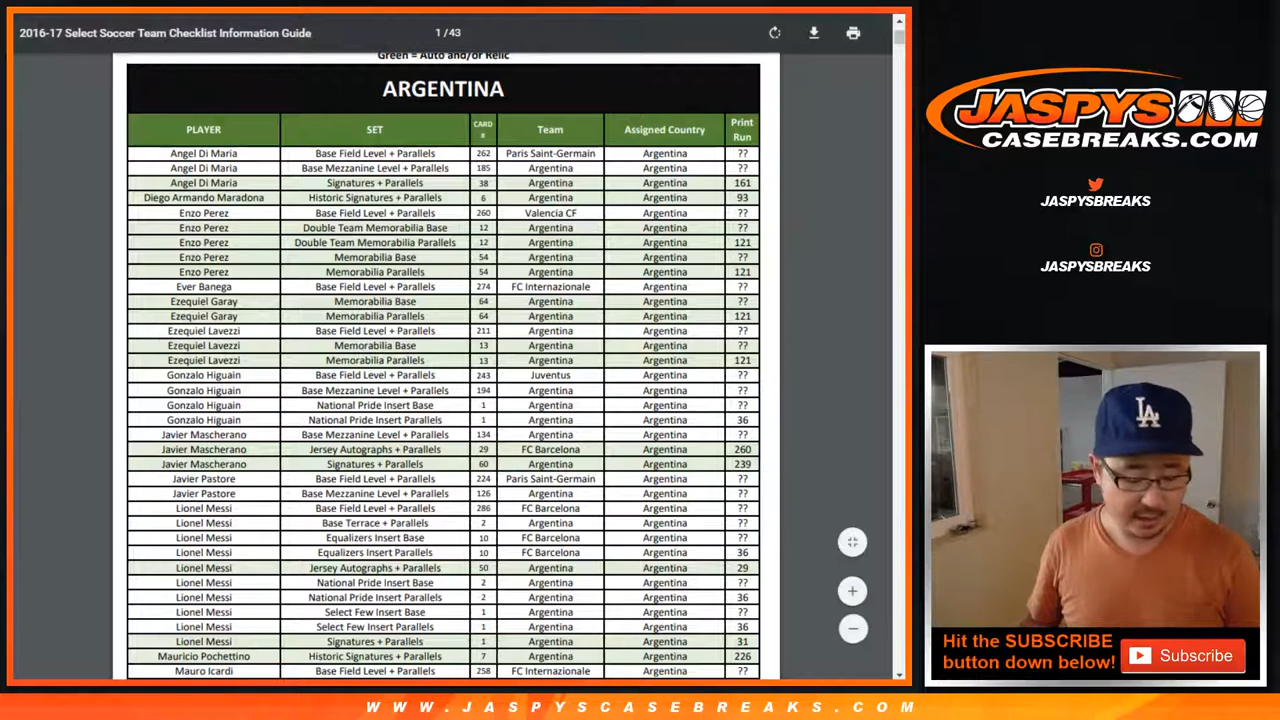 2016-17 Select Soccer Team Checklist Information Guide 1 / 43
Green = Auto and/or Relic
ARGENTINA
PLAYER SET CARD # Team Assigned Country Print Run
Angel Di Maria Base Field Level + Parallels 262 Paris Saint-Germain Argentina ??
Angel Di Maria Base Mezzanine Level + Parallels 185 Argentina Argentina ??
Angel Di Maria Signatures + Parallels 38 Argentina Argentina 161
Diego Armando Maradona Historic Signatures + Parallels 6 Argentina Argentina 93
Enzo Perez Base Field Level + Parallels 260 Valencia CF Argentina ??
Enzo Perez Double Team Memorabilia Base 12 Argentina Argentina ??
Enzo Perez Double Team Memorabilia Parallels 12 Argentina Argentina 121
Enzo Perez Memorabilia Base 54 Argentina Argentina ??
Enzo Perez Memorabilia Parallels 54 Argentina Argentina 121
Ever Banega Base Field Level + Parallels 274 FC Internazionale Argentina ??
Ezequiel Garay Memorabilia Base 64 Argentina Argentina ??
Ezequiel Garay Memorabilia Parallels 64 Argentina Argentina 121
Ezequiel Lavezzi Base Field Level + Parallels 211 Argentina Argentina ??
Ezequiel Lavezzi Memorabilia Base 13 Argentina Argentina ??
Ezequiel Lavezzi Memorabilia Parallels 13 Argentina Argentina 121
Gonzalo Higuain Base Field Level + Parallels 243 Juventus Argentina ??
Gonzalo Higuain Base Mezzanine Level + Parallels 194 Argentina Argentina ??
Gonzalo Higuain National Pride Insert Base 1 Argentina Argentina ??
Gonzalo Higuain National Pride Insert Parallels 1 Argentina Argentina 36
Javier Mascherano Base Mezzanine Level + Parallels 134 Argentina Argentina ??
Javier Mascherano Jersey Autographs + Parallels 29 FC Barcelona Argentina 260
Javier Mascherano Signatures + Parallels 60 Argentina Argentina 239
Javier Pastore Base Field Level + Parallels 224 Paris Saint-Germain Argentina ??
Javier Pastore Base Mezzanine Level + Parallels 126 Argentina Argentina ??
Lionel Messi Base Field Level + Parallels 286 FC Barcelona Argentina ??
Lionel Messi Base Terrace + Parallels 2 Argentina Argentina ??
Lionel Messi Equalizers Insert Base 10 FC Barcelona Argentina ??
Lionel Messi Equalizers Insert Parallels 10 FC Barcelona Argentina 36
Lionel Messi Jersey Autographs + Parallels 50 Argentina Argentina 29
Lionel Messi National Pride Insert Base 2 Argentina Argentina ??
Lionel Messi National Pride Insert Parallels 2 Argentina Argentina 36
Lionel Messi Select Few Insert Base 1 Argentina Argentina ??
Lionel Messi Select Few Insert Parallels 1 Argentina Argentina 36
Lionel Messi Signatures + Parallels 1 Argentina Argentina 31
Mauricio Pochettino Historic Signatures + Parallels 7 Argentina Argentina 226
Mauro Icardi Base Field Level + Parallels 258 FC Internazionale Argentina ??
JASPYS
CASEBREAKS.COM
JASPYSBREAKS
JASPYSBREAKS
LA
Hit the SUBSCRIBE
button down below!
Subscribe
WWW.JASPYSCASEBREAKS.COM